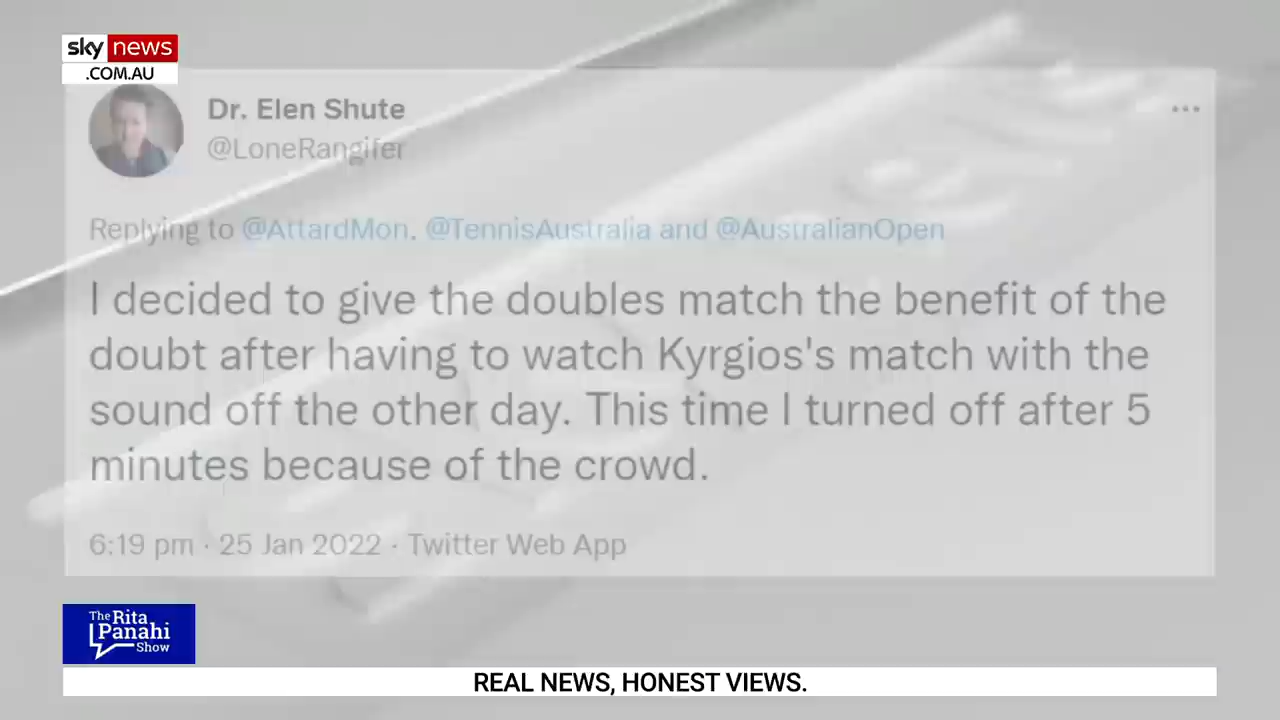 sky news
.COM.AU
Dr. Elen Shute
@LoneRangifer
Replying to @AttardMon, @TennisAustralia and @AustralianOpen
I decided to give the doubles match the benefit of the
doubt after having to watch Kyrgios's match with the
sound off the other day. This time I turned off after 5
minutes because of the crowd.
6:19 pm · 25 Jan 2022 · Twitter Web App
The Rita
Panahi
Show
REAL NEWS, HONEST VIEWS.